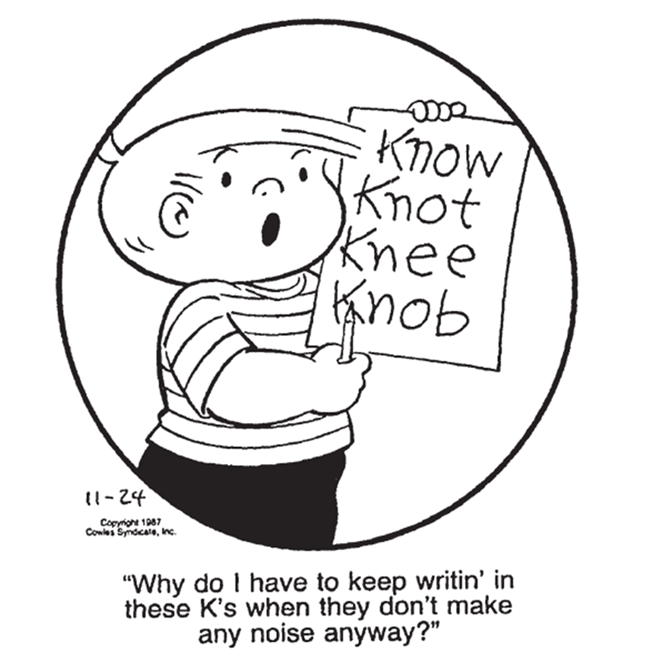 Know
Knot
Knee
Knob
11-24
Copyright 1987
Cowles Syndicate, Inc.
"Why do I have to keep writin' in
these K's when they don't make
any noise anyway?"